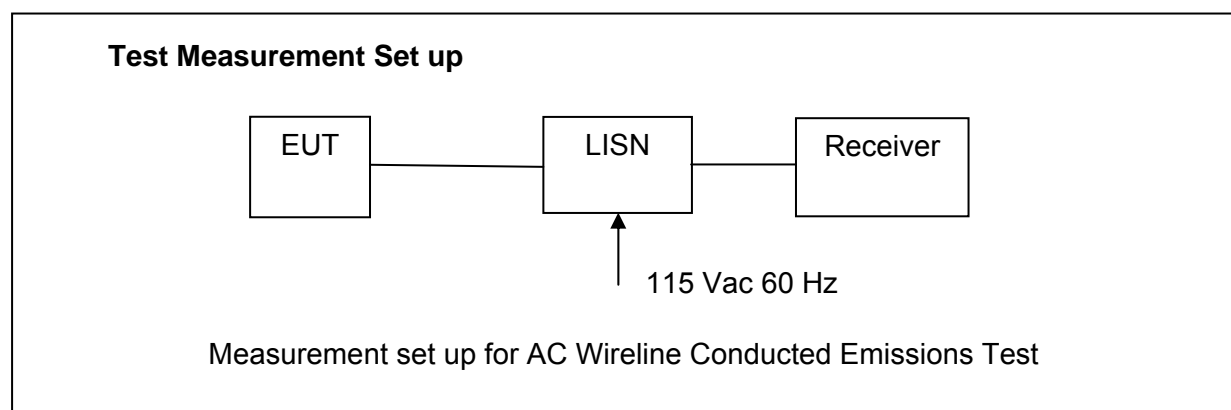 Test Measurement Set up
EUT
LISN
Receiver
115 Vac 60 Hz
Measurement set up for AC Wireline Conducted Emissions Test